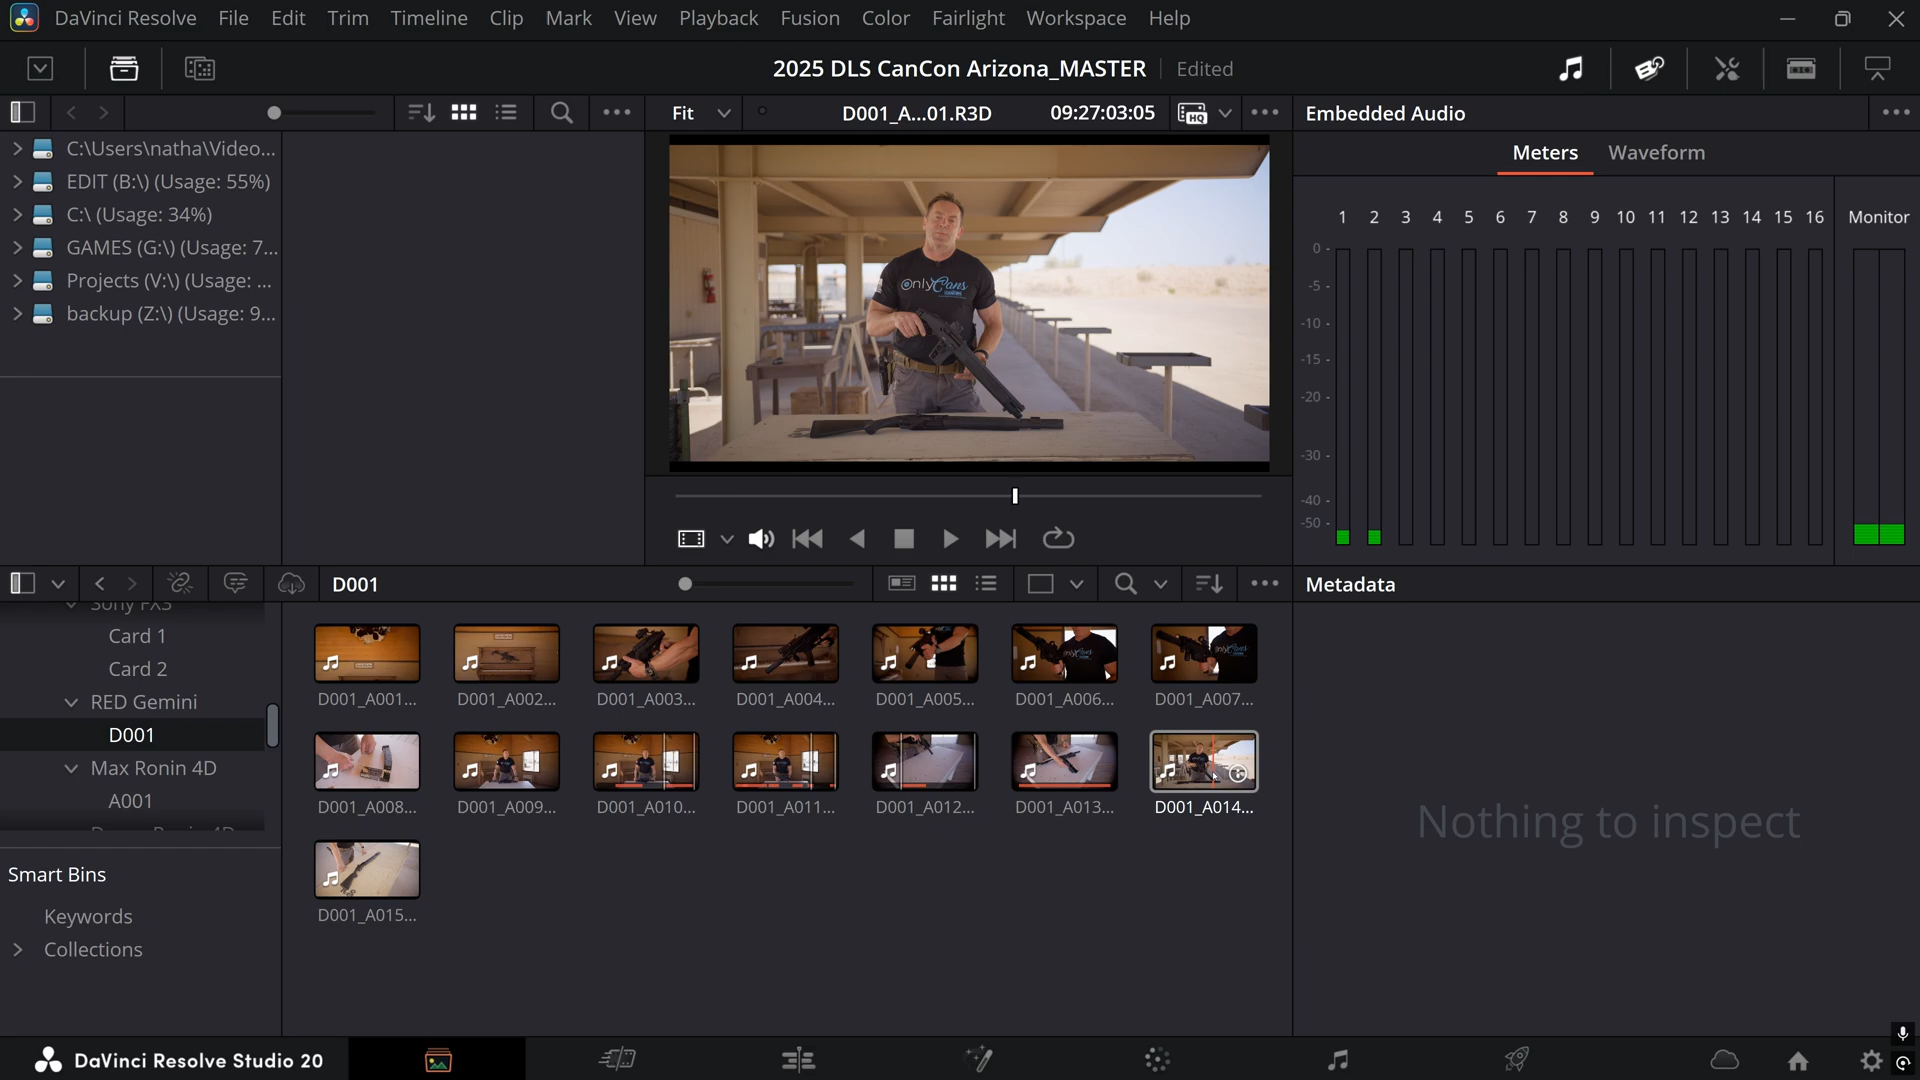 DaVinci Resolve File Edit Trim Timeline Clip Mark View Playback Fusion Color Fairlight Workspace Help
2025 DLS CanCon Arizona_MASTER Edited
Fit D001_A...01.R3D 09:27:03:05 HQ
Embedded Audio
C:\Users\natha\Video...
EDIT (B:\) (Usage: 55%)
C:\ (Usage: 34%)
GAMES (G:\) (Usage: 7...
Projects (V:\) (Usage: ...
backup (Z:\) (Usage: 9...
OnlyCans
Meters Waveform
1 2 3 4 5 6 7 8 9 10 11 12 13 14 15 16 Monitor
0 -
-5 -
-10 -
-15 -
-20 -
-30 -
-40 -
-50 -
D001
Metadata
Sony FX3
Card 1
Card 2
RED Gemini
D001
Max Ronin 4D
A001
Smart Bins
Keywords
Collections
D001_A001... D001_A002... D001_A003... D001_A004... D001_A005... D001_A006... D001_A007...
D001_A008... D001_A009... D001_A010... D001_A011... D001_A012... D001_A013... D001_A014...
D001_A015...
Nothing to inspect
DaVinci Resolve Studio 20